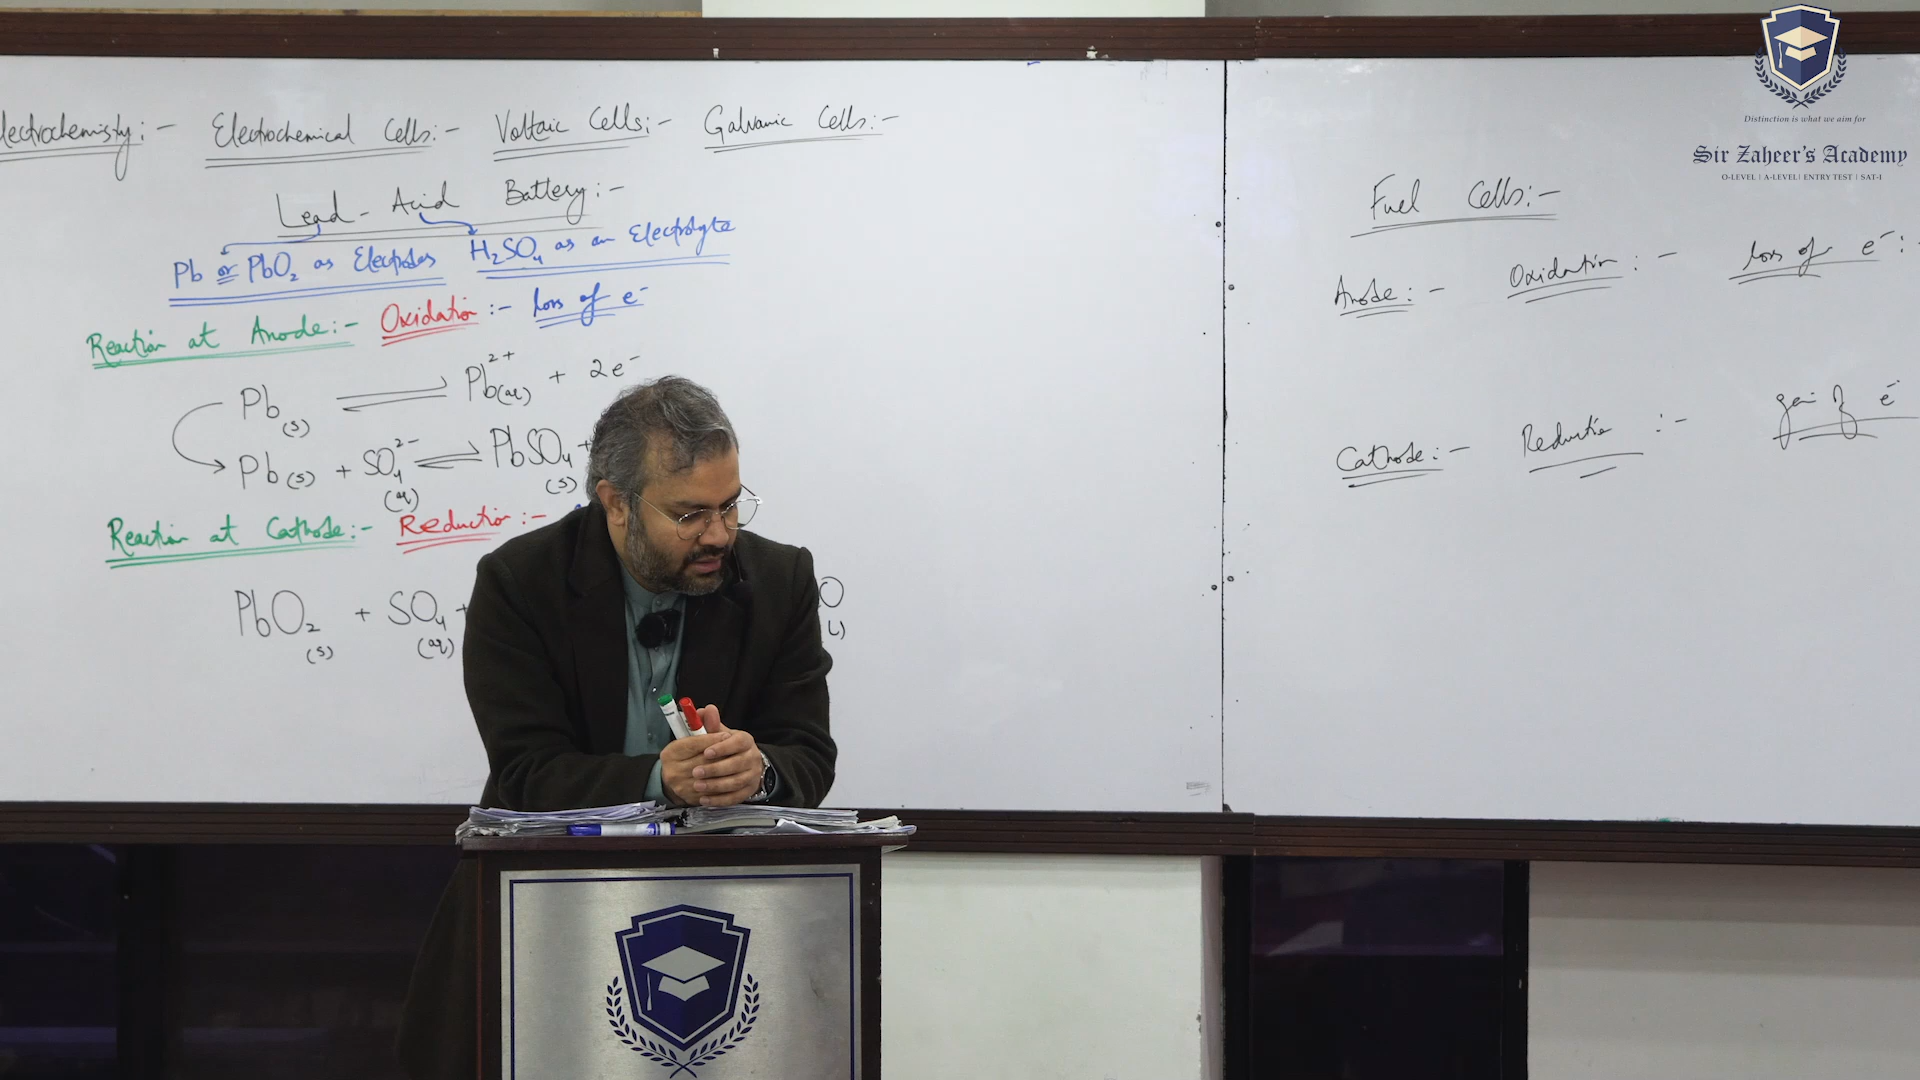 lectrochemisty:- Electrochemical Cells:- Voltaic Cells:- Galvanic Cells:-
Lead-Acid Battery:-
Pb or PbO₂ as Electrodes H₂SO₄ as an Electrolyte
Reaction at Anode:- Oxidation:- Loss of e⁻
Pb(s) ⇌ Pb²⁺(aq) + 2e⁻
Pb(s) + SO₄²⁻(aq) ⇌ PbSO₄(s) +
Reaction at Cathode:- Reduction:-
PbO₂(s) + SO₄(aq) + O(l)
Fuel Cells:-
Anode:- Oxidation:- loss of e⁻:-
Cathode:- Reduction:- gain of e⁻
Distinction is what we aim for
Sir Zaheer's Academy
O-LEVEL | A-LEVEL | ENTRY TEST | SAT-I